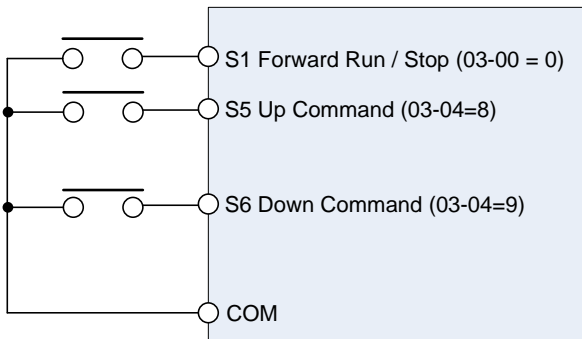 S1 Forward Run / Stop (03-00 = 0)
S5 Up Command (03-04=8)
S6 Down Command (03-04=9)
COM